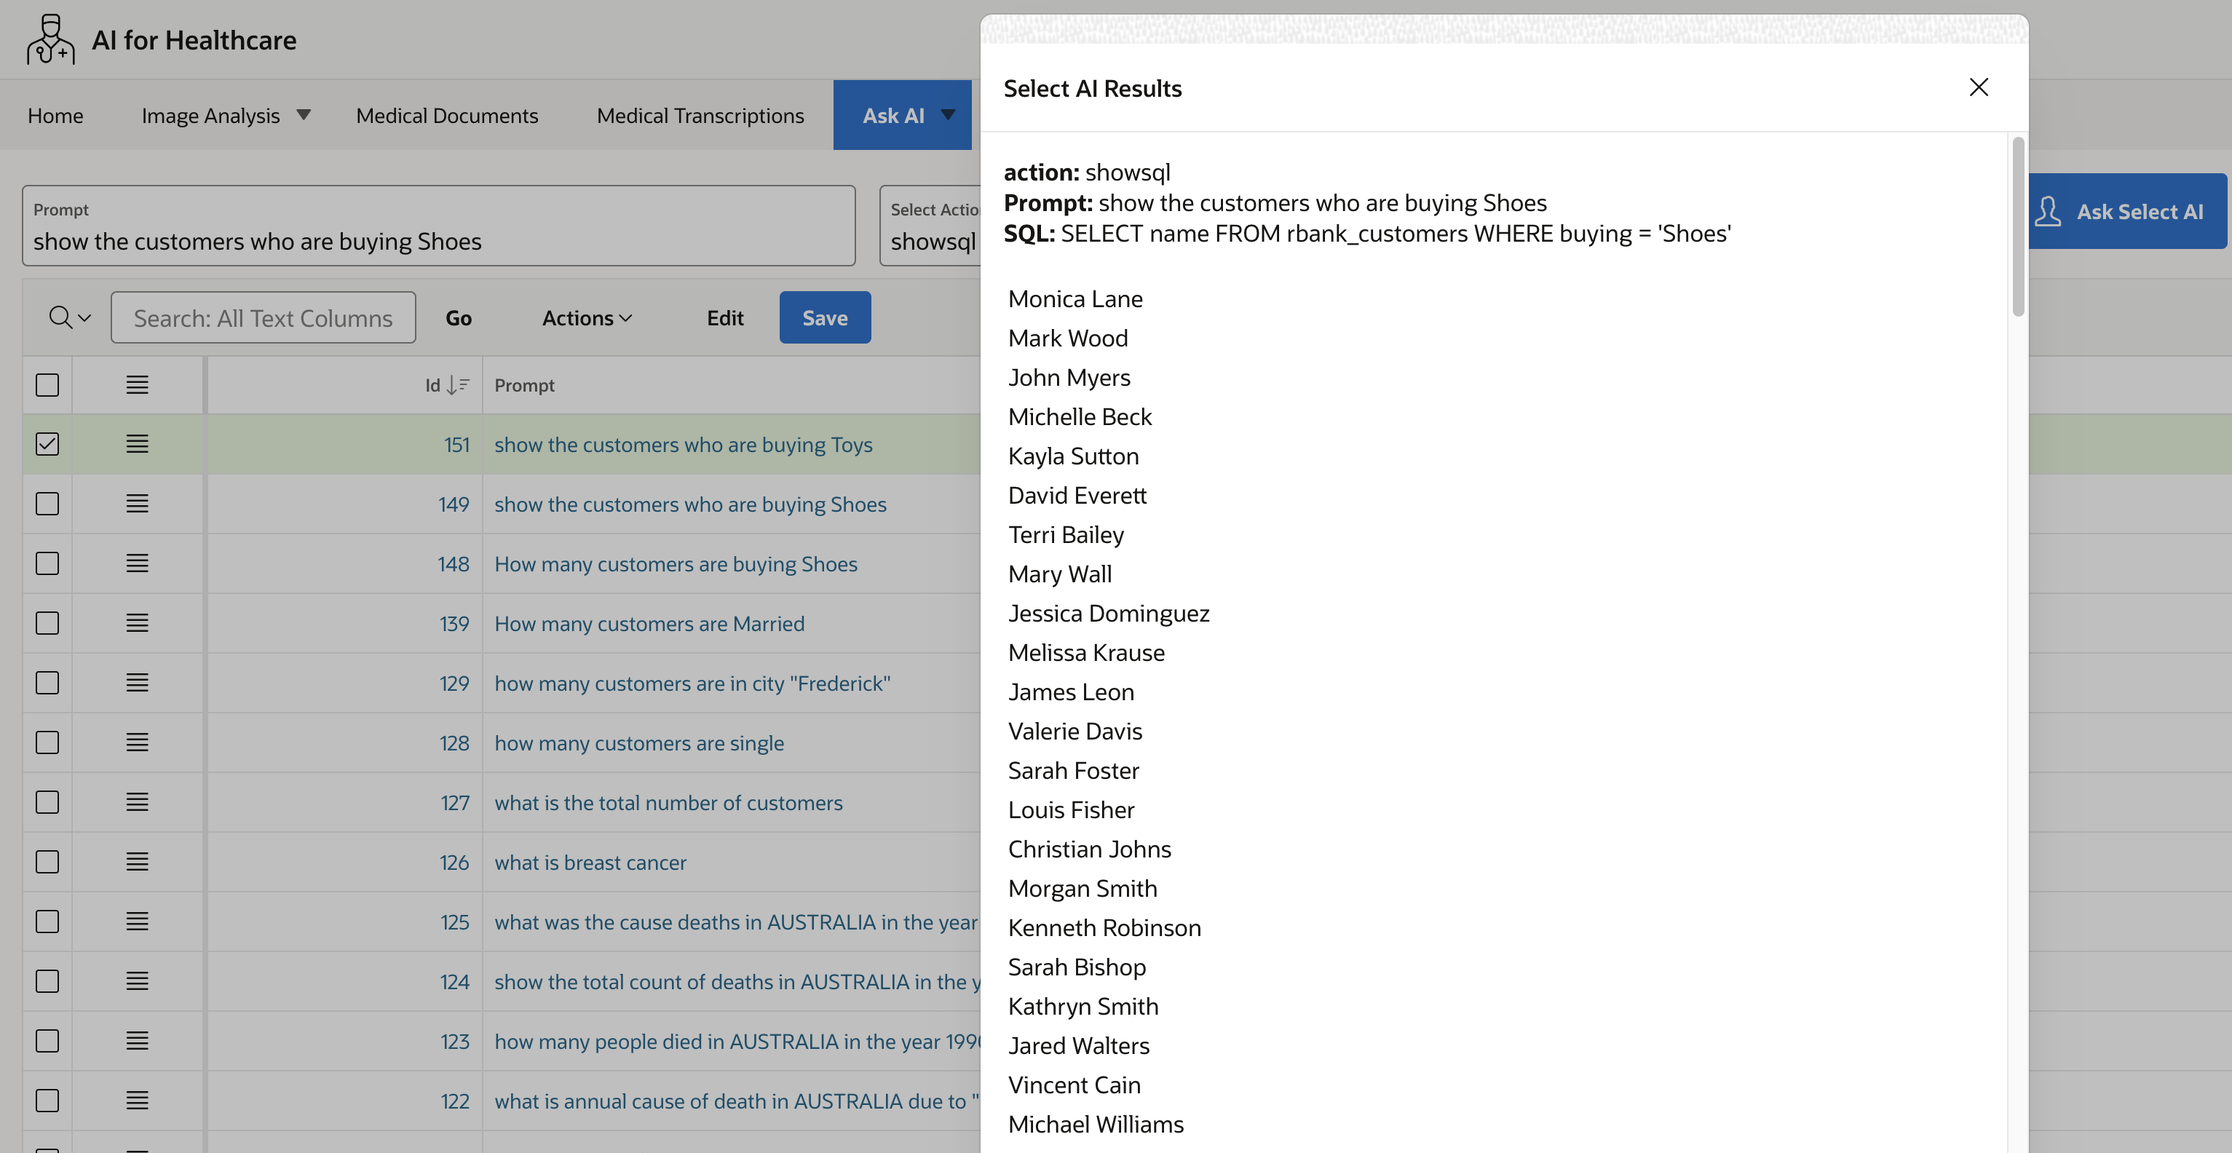 AI for Healthcare
Home
Image Analysis
Medical Documents
Medical Transcriptions
Ask AI
Prompt
show the customers who are buying Shoes
Select Actio
showsql
Ask Select AI
Search: All Text Columns
Go
Actions
Edit
Save
Id
Prompt
151 show the customers who are buying Toys
149 show the customers who are buying Shoes
148 How many customers are buying Shoes
139 How many customers are Married
129 how many customers are in city "Frederick"
128 how many customers are single
127 what is the total number of customers
126 what is breast cancer
125 what was the cause deaths in AUSTRALIA in the year
124 show the total count of deaths in AUSTRALIA in the y
123 how many people died in AUSTRALIA in the year 199
122 what is annual cause of death in AUSTRALIA due to "
Select AI Results
action: showsql
Prompt: show the customers who are buying Shoes
SQL: SELECT name FROM rbank_customers WHERE buying = 'Shoes'
Monica Lane
Mark Wood
John Myers
Michelle Beck
Kayla Sutton
David Everett
Terri Bailey
Mary Wall
Jessica Dominguez
Melissa Krause
James Leon
Valerie Davis
Sarah Foster
Louis Fisher
Christian Johns
Morgan Smith
Kenneth Robinson
Sarah Bishop
Kathryn Smith
Jared Walters
Vincent Cain
Michael Williams